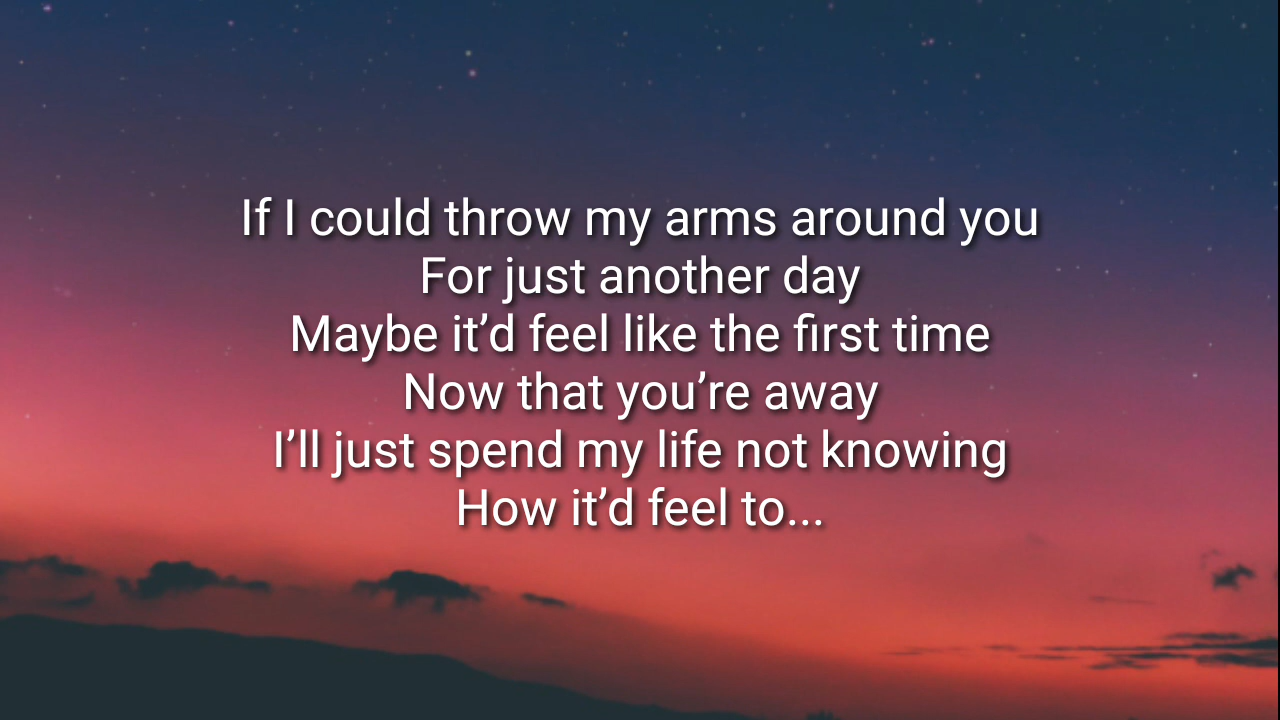 If I could throw my arms around you
For just another day
Maybe it’d feel like the first time
Now that you’re away
I’ll just spend my life not knowing
How it’d feel to...